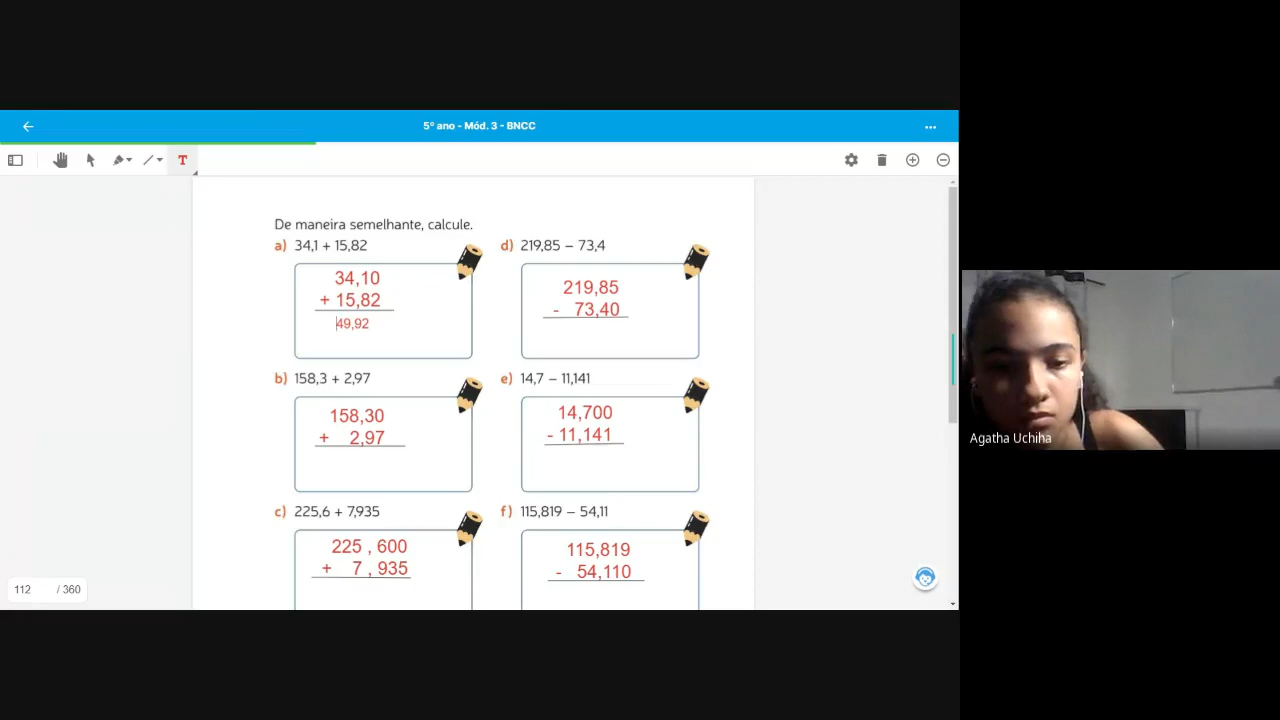 5º ano - Mód. 3 - BNCC
T
De maneira semelhante, calcule.
a) 34,1 + 15,82
34,10
+ 15,82
49,92
b) 158,3 + 2,97
158,30
+ 2,97
c) 225,6 + 7,935
225 , 600
+ 7 , 935
d) 219,85 – 73,4
219,85
- 73,40
e) 14,7 – 11,141
14,700
- 11,141
f) 115,819 – 54,11
115,819
- 54,110
112 / 360
Agatha Uchiha